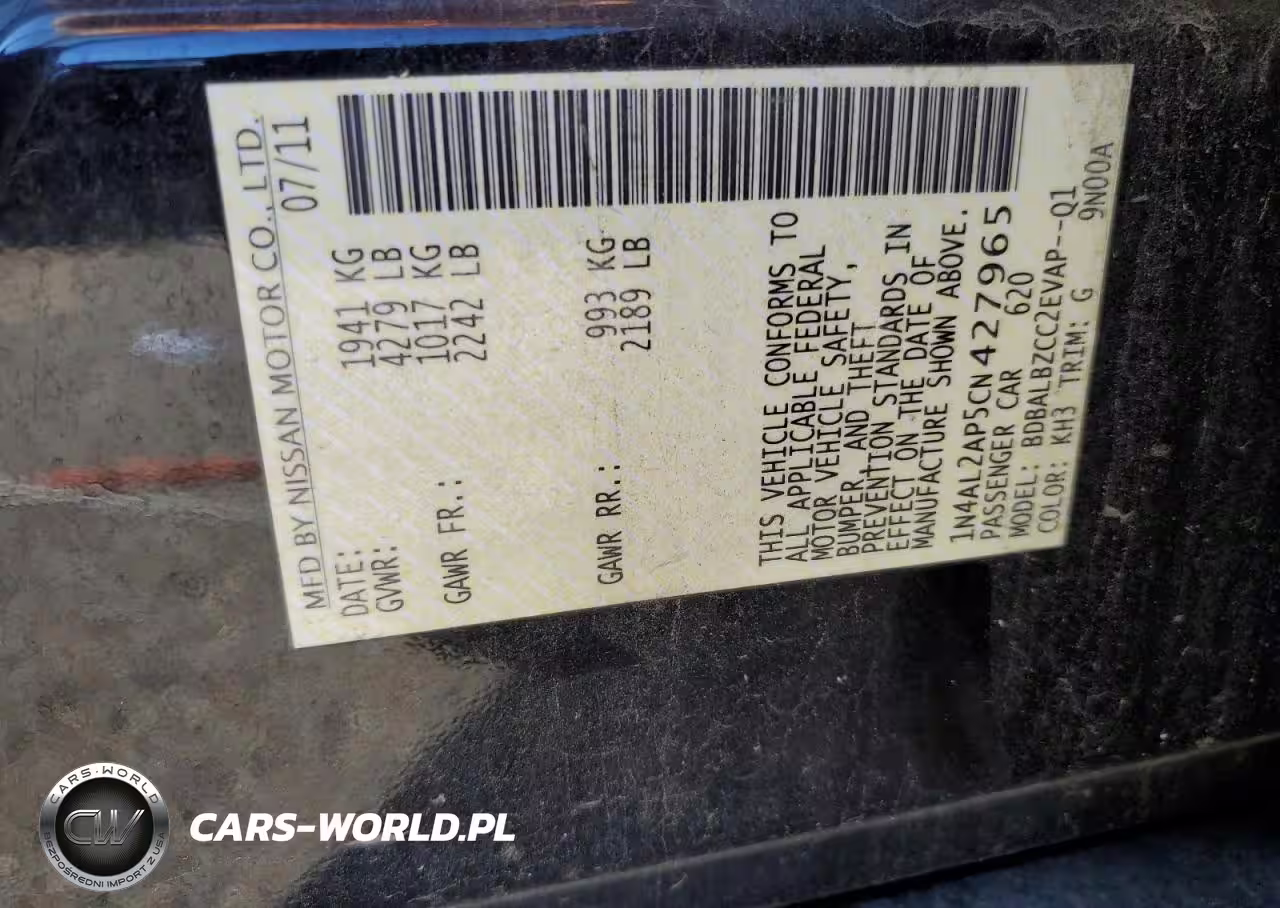 MFD BY NISSAN MOTOR CO., LTD.
DATE: 07/11
GVWR: 1941 KG
4279 LB
GAWR FR.: 1017 KG
2242 LB
GAWR RR.: 993 KG
2189 LB
THIS VEHICLE CONFORMS TO
ALL APPLICABLE FEDERAL
MOTOR VEHICLE SAFETY,
BUMPER AND THEFT
PREVENTION STANDARDS IN
EFFECT ON THE DATE OF
MANUFACTURE SHOWN ABOVE.
1N4AL2AP5CN427965
PASSENGER CAR 620
MODEL: BDBALBZCC2EVAP--Q1
COLOR: KH3 TRIM: G 9N00A
CARS-WORLD
CW
BEZPOŚREDNI IMPORT Z USA
CARS-WORLD.PL